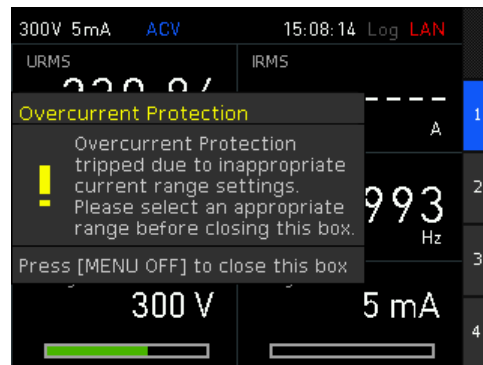 300V 5mA ACV 15:08:14 Log LAN
URMS IRMS
A
1
Overcurrent Protection
Overcurrent Protection
tripped due to inappropriate
current range settings.
Please select an appropriate
range before closing this box.
Press [MENU OFF] to close this box
993
Hz
2
3
300 V 5 mA
4